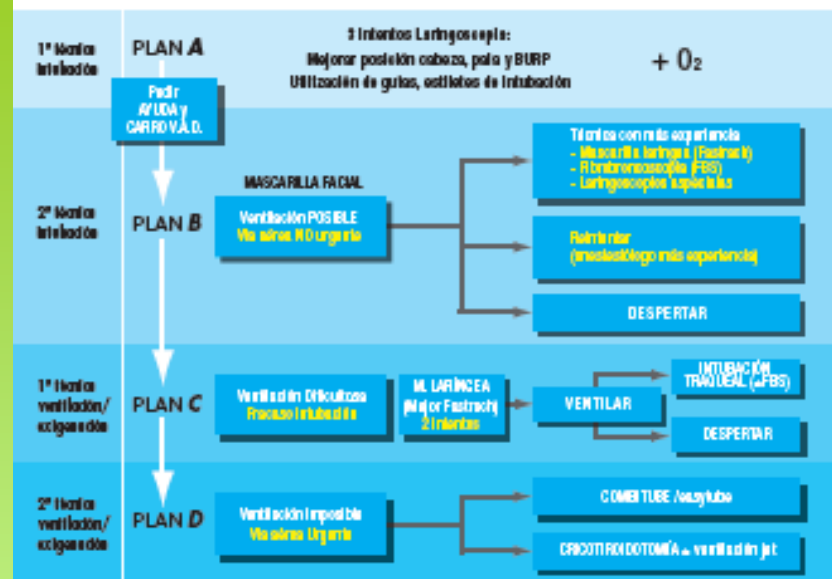 1ª técnica
intubación
PLAN A
3 intentos Laringoscopia:
Mejorar posición cabeza, pala y BURP
Utilización de guías, estiletes de intubación
+ O₂
Pedir
AYUDA y
CARRO V.A.D.
2ª técnica
intubación
PLAN B
MASCARILLA FACIAL
Ventilación POSIBLE
Vía aérea NO urgente
Técnica con más experiencia
- Mascarilla laríngea (Fastrach)
- Fibrobroncoscopia (FBS)
- Laringoscopios especiales
Reintentar
(anestesiólogo más experiencia)
DESPERTAR
1ª técnica
ventilación/
oxigenación
PLAN C
Ventilación Dificultosa
Fracaso Intubación
M. LARÍNGEA
(Mejor Fastrach)
2 intentos
VENTILAR
INTUBACIÓN
TRAQUEAL (FBS)
DESPERTAR
2ª técnica
ventilación/
oxigenación
PLAN D
Ventilación Imposible
Vía aérea Urgente
COMBITUBE /easytube
CRICOTIROIDOTOMÍA ventilación jet